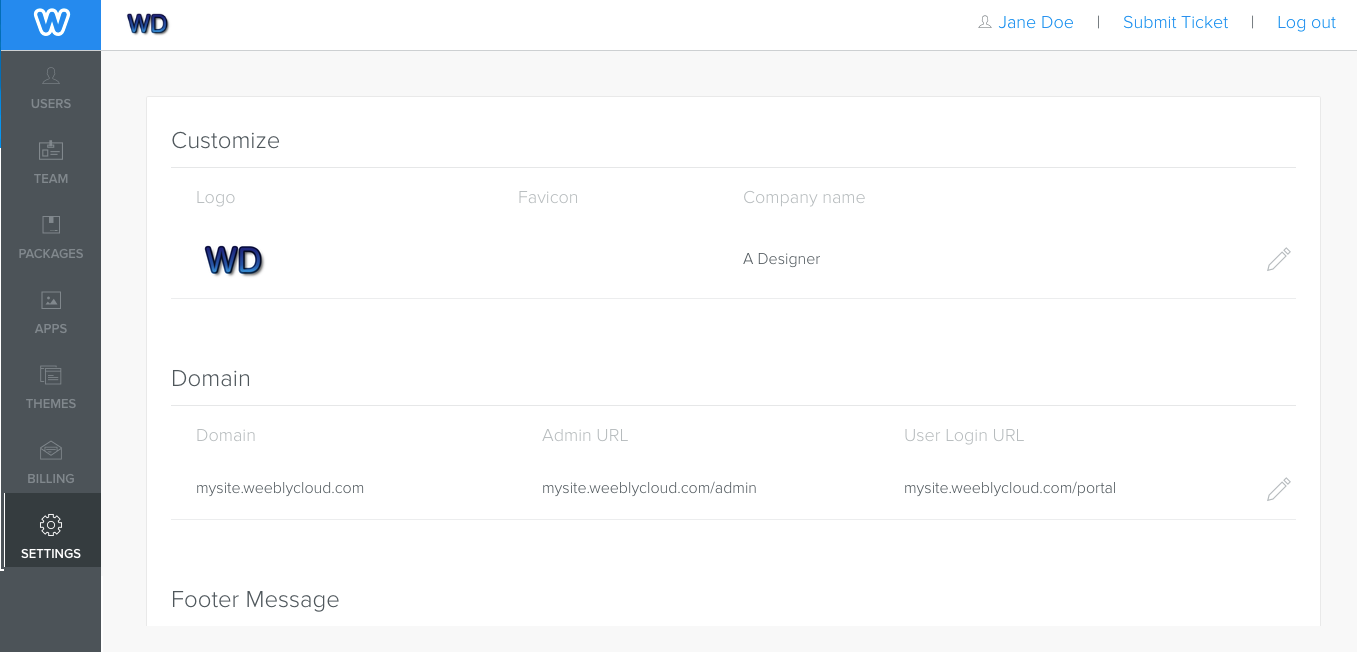 WD
Jane Doe | Submit Ticket | Log out
USERS
TEAM
PACKAGES
APPS
THEMES
BILLING
SETTINGS
Customize
Logo Favicon Company name
WD A Designer
Domain
Domain Admin URL User Login URL
mysite.weeblycloud.com mysite.weeblycloud.com/admin mysite.weeblycloud.com/portal
Footer Message